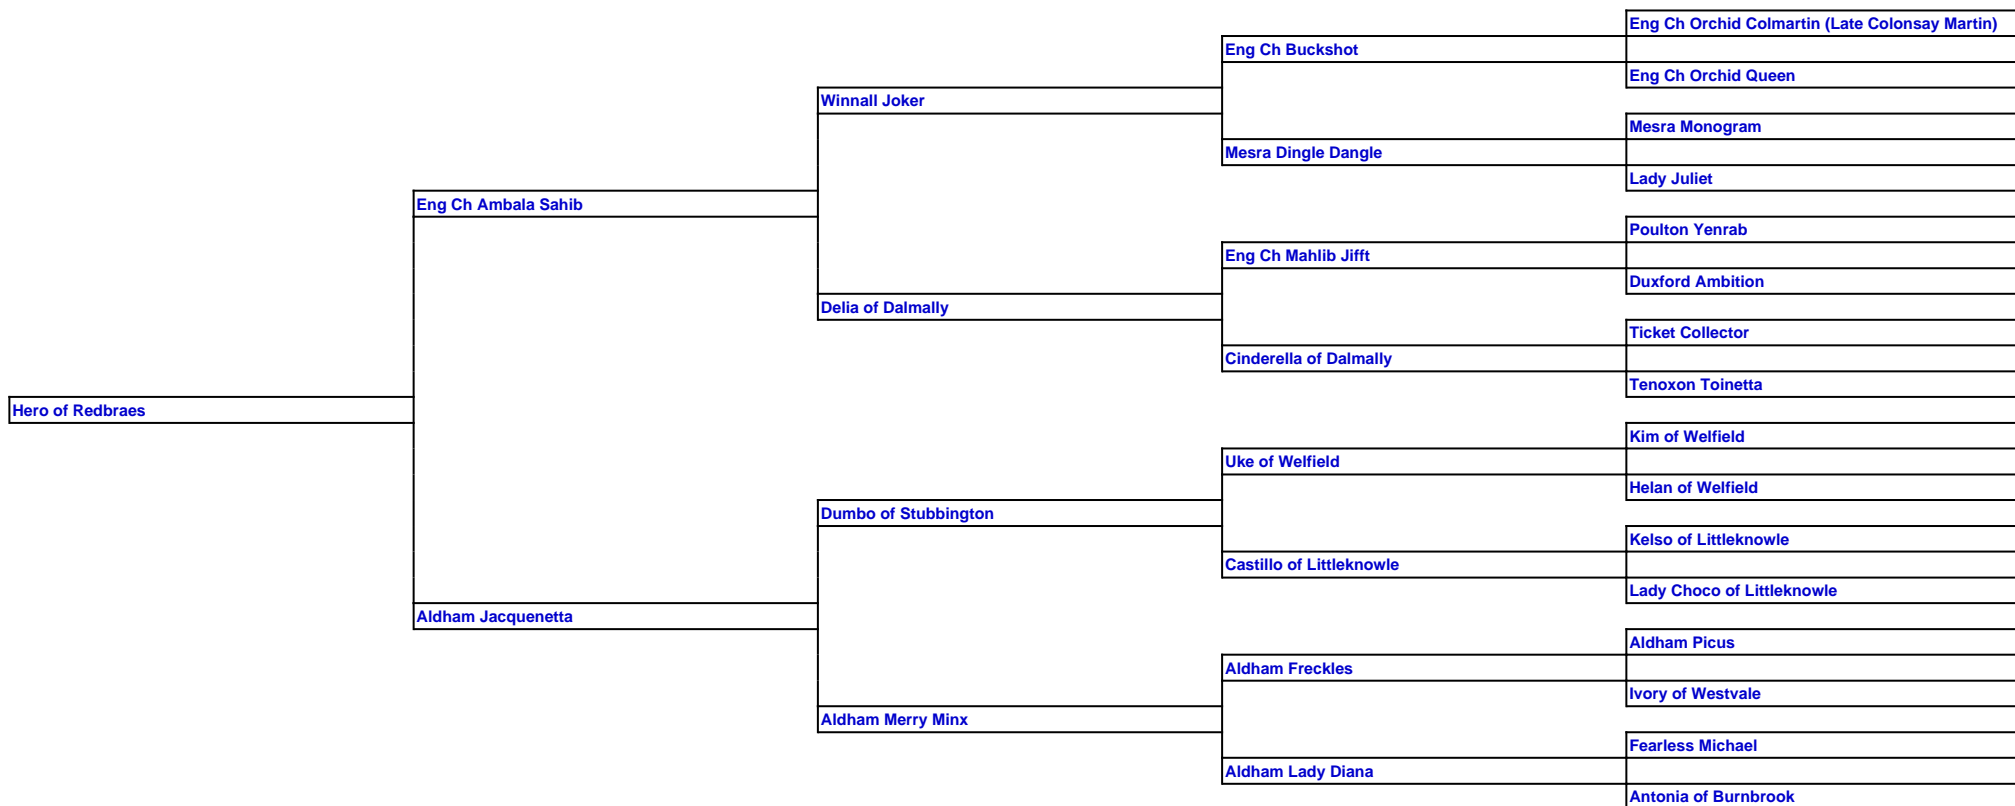 Eng Ch Orchid Colmartin (Late Colonsay Martin)
Eng Ch Buckshot
Eng Ch Orchid Queen
Winnall Joker
Mesra Monogram
Mesra Dingle Dangle
Lady Juliet
Eng Ch Ambala Sahib
Poulton Yenrab
Eng Ch Mahlib Jifft
Duxford Ambition
Delia of Dalmally
Ticket Collector
Cinderella of Dalmally
Tenoxon Toinetta
Hero of Redbraes
Kim of Welfield
Uke of Welfield
Helan of Welfield
Dumbo of Stubbington
Kelso of Littleknowle
Castillo of Littleknowle
Lady Choco of Littleknowle
Aldham Jacquenetta
Aldham Picus
Aldham Freckles
Ivory of Westvale
Aldham Merry Minx
Fearless Michael
Aldham Lady Diana
Antonia of Burnbrook